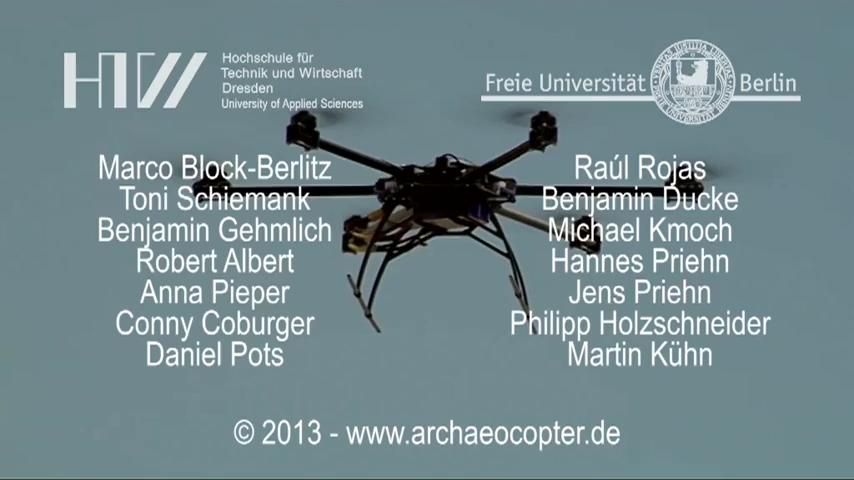 HTW
Hochschule für
Technik und Wirtschaft
Dresden
University of Applied Sciences
Freie Universität Berlin
Marco Block-Berlitz
Toni Schiemank
Benjamin Gehmlich
Robert Albert
Anna Pieper
Conny Coburger
Daniel Pots
Raúl Rojas
Benjamin Ducke
Michael Kmoch
Hannes Priehn
Jens Priehn
Philipp Holzschneider
Martin Kühn
© 2013 - www.archaeocopter.de